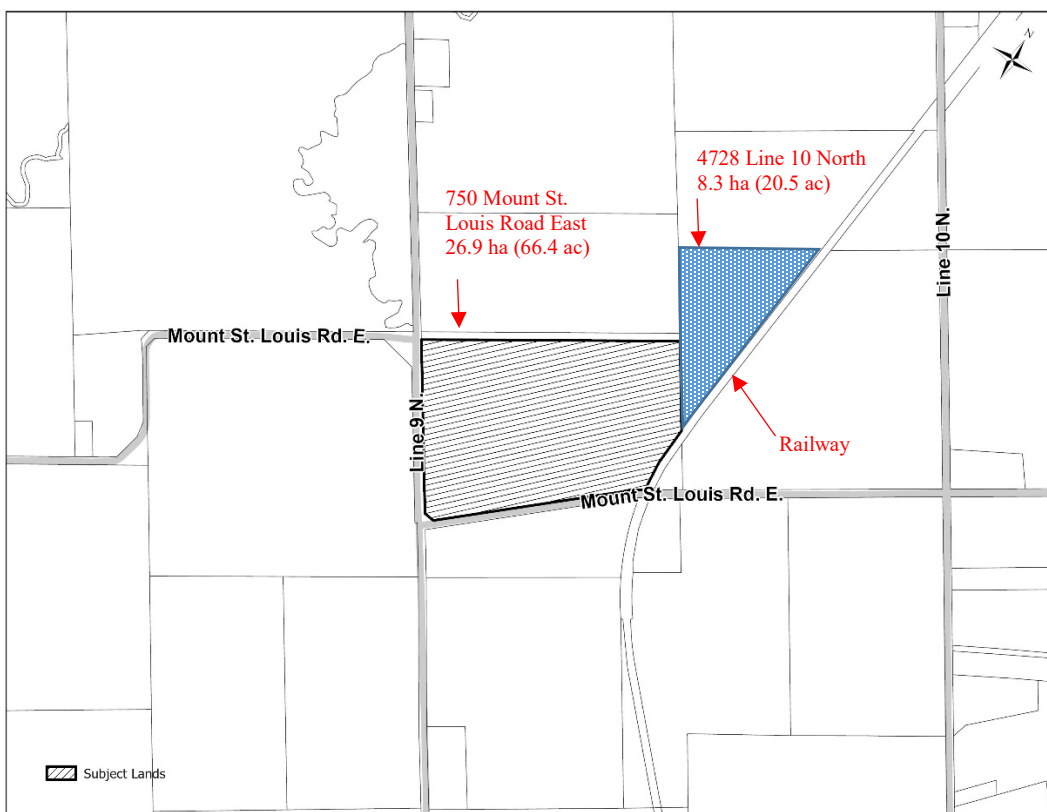 N
4728 Line 10 North
8.3 ha (20.5 ac)
750 Mount St.
Louis Road East
26.9 ha (66.4 ac)
Line 10 N.
Mount St. Louis Rd. E.
Line 9 N.
Railway
Mount St. Louis Rd. E.
Subject Lands